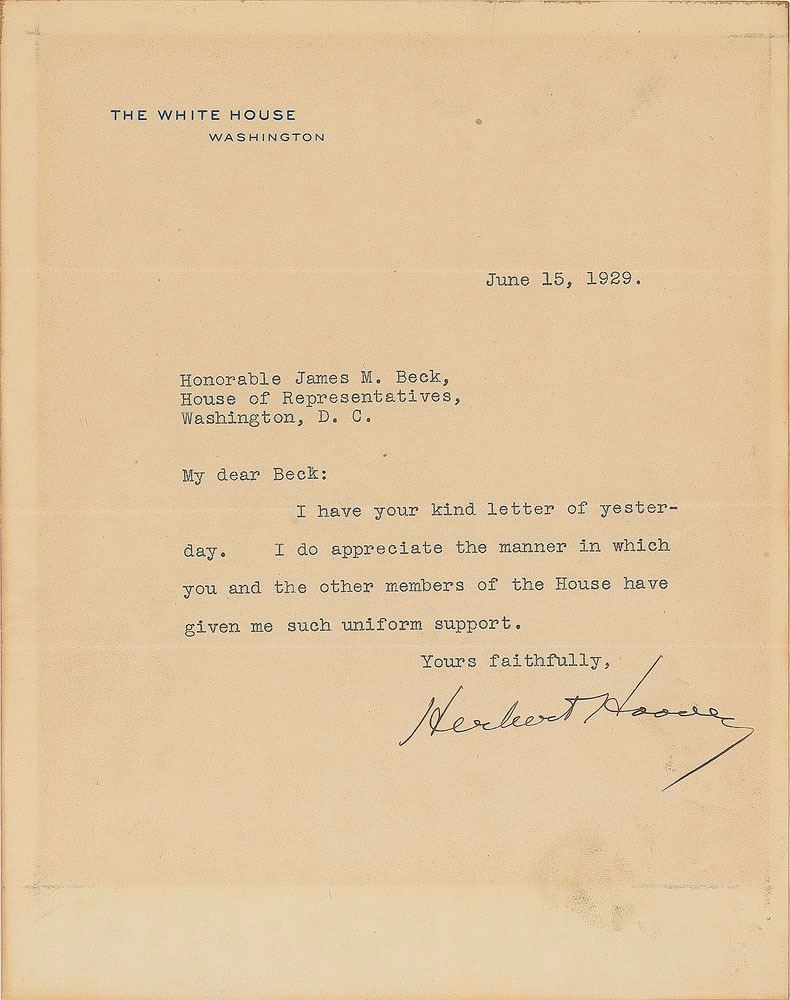 THE WHITE HOUSE
WASHINGTON
June 15, 1929.
Honorable James M. Beck,
House of Representatives,
Washington, D. C.
My dear Beck:
I have your kind letter of yester-
day. I do appreciate the manner in which
you and the other members of the House have
given me such uniform support.
Yours faithfully,
Herbert Hoover